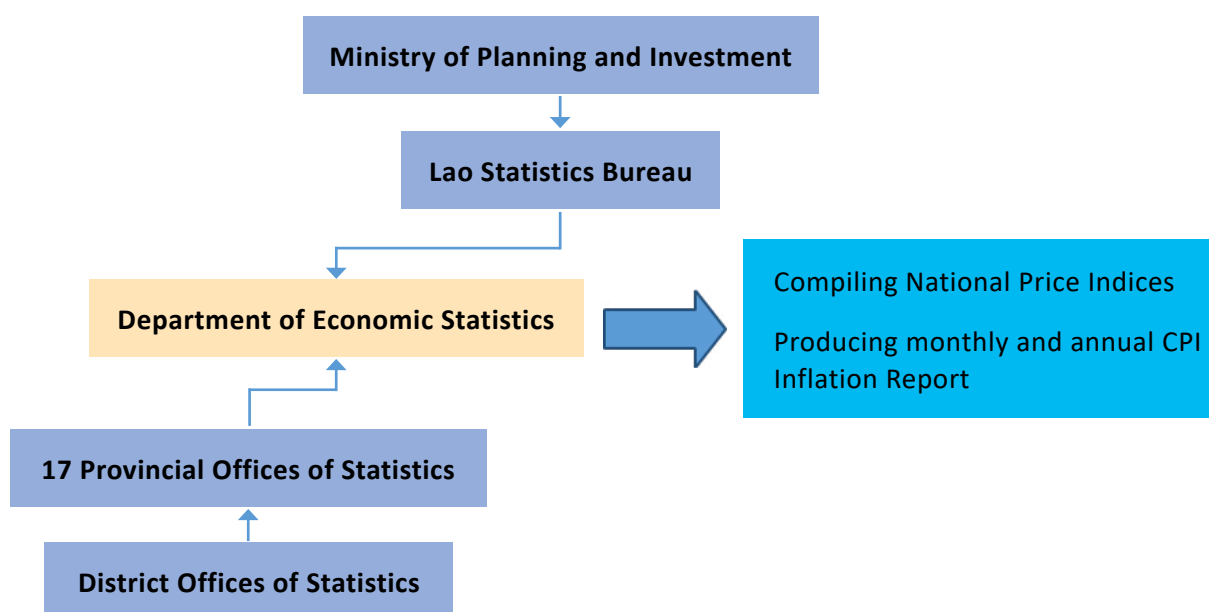 Ministry of Planning and Investment
Lao Statistics Bureau
Department of Economic Statistics
Compiling National Price Indices
Producing monthly and annual CPI
Inflation Report
17 Provincial Offices of Statistics
District Offices of Statistics